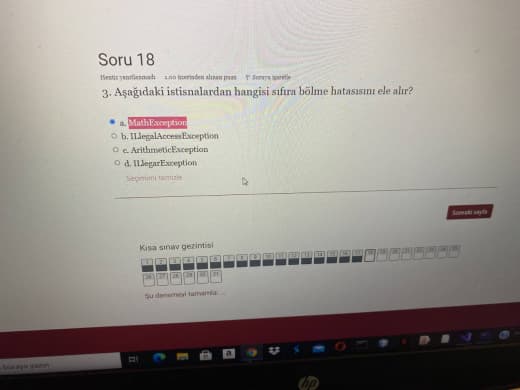 Soru 18
Henüz yanıtlanmadı 1,00 üzerinden alınan puan Soruyu işaretle
3. Aşağıdaki istisnalardan hangisi sıfıra bölme hatasısını ele alır?
a. MathException
b. ILlegalAccessException
c. ArithmeticException
d. ILlegarException
Seçimimi temizle
Sonraki sayfa
Kısa sınav gezintisi
1 2 3 4 5 6 7 8 9 10 11 12 13 14 15 16 17 18 19 20 21 22 23 24 25
26 27 28 29 30 31
Şu denemeyi tamamla...
hp